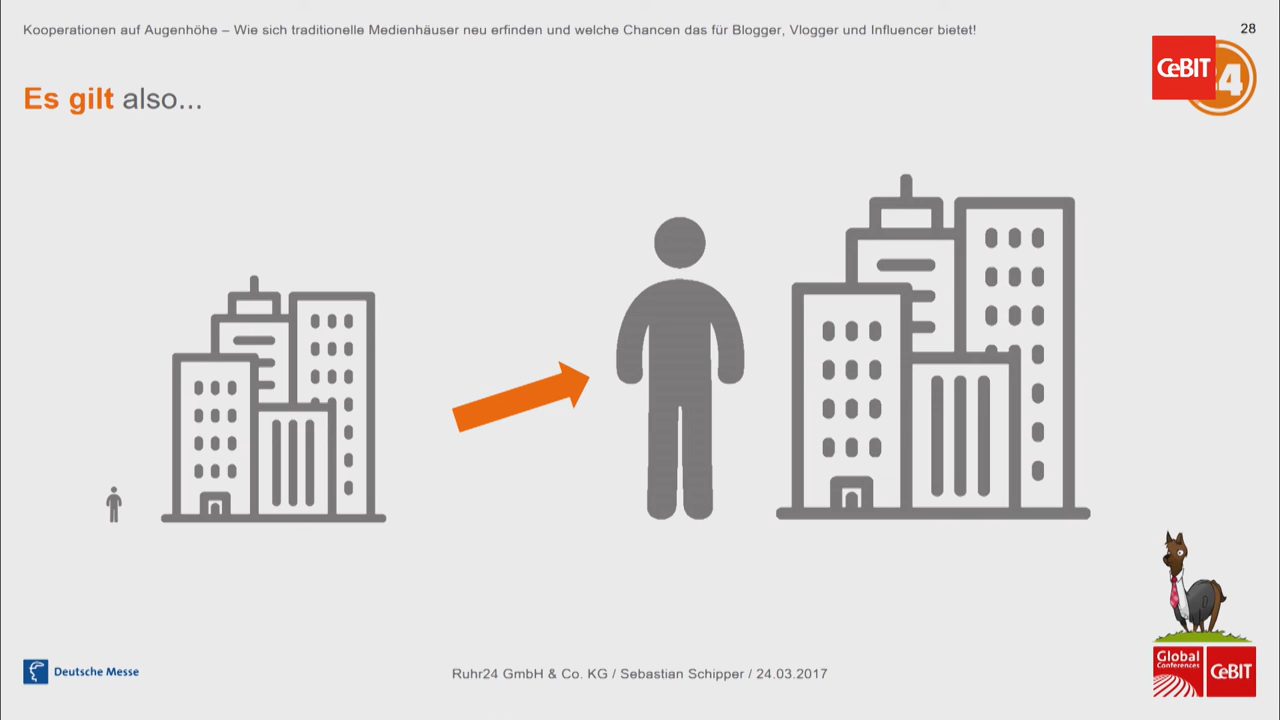 Kooperationen auf Augenhöhe – Wie sich traditionelle Medienhäuser neu erfinden und welche Chancen das für Blogger, Vlogger und Influencer bietet!
28
CeBIT
4
Es gilt also...
Deutsche Messe
Ruhr24 GmbH & Co. KG / Sebastian Schipper / 24.03.2017
Global
Conferences
CeBIT